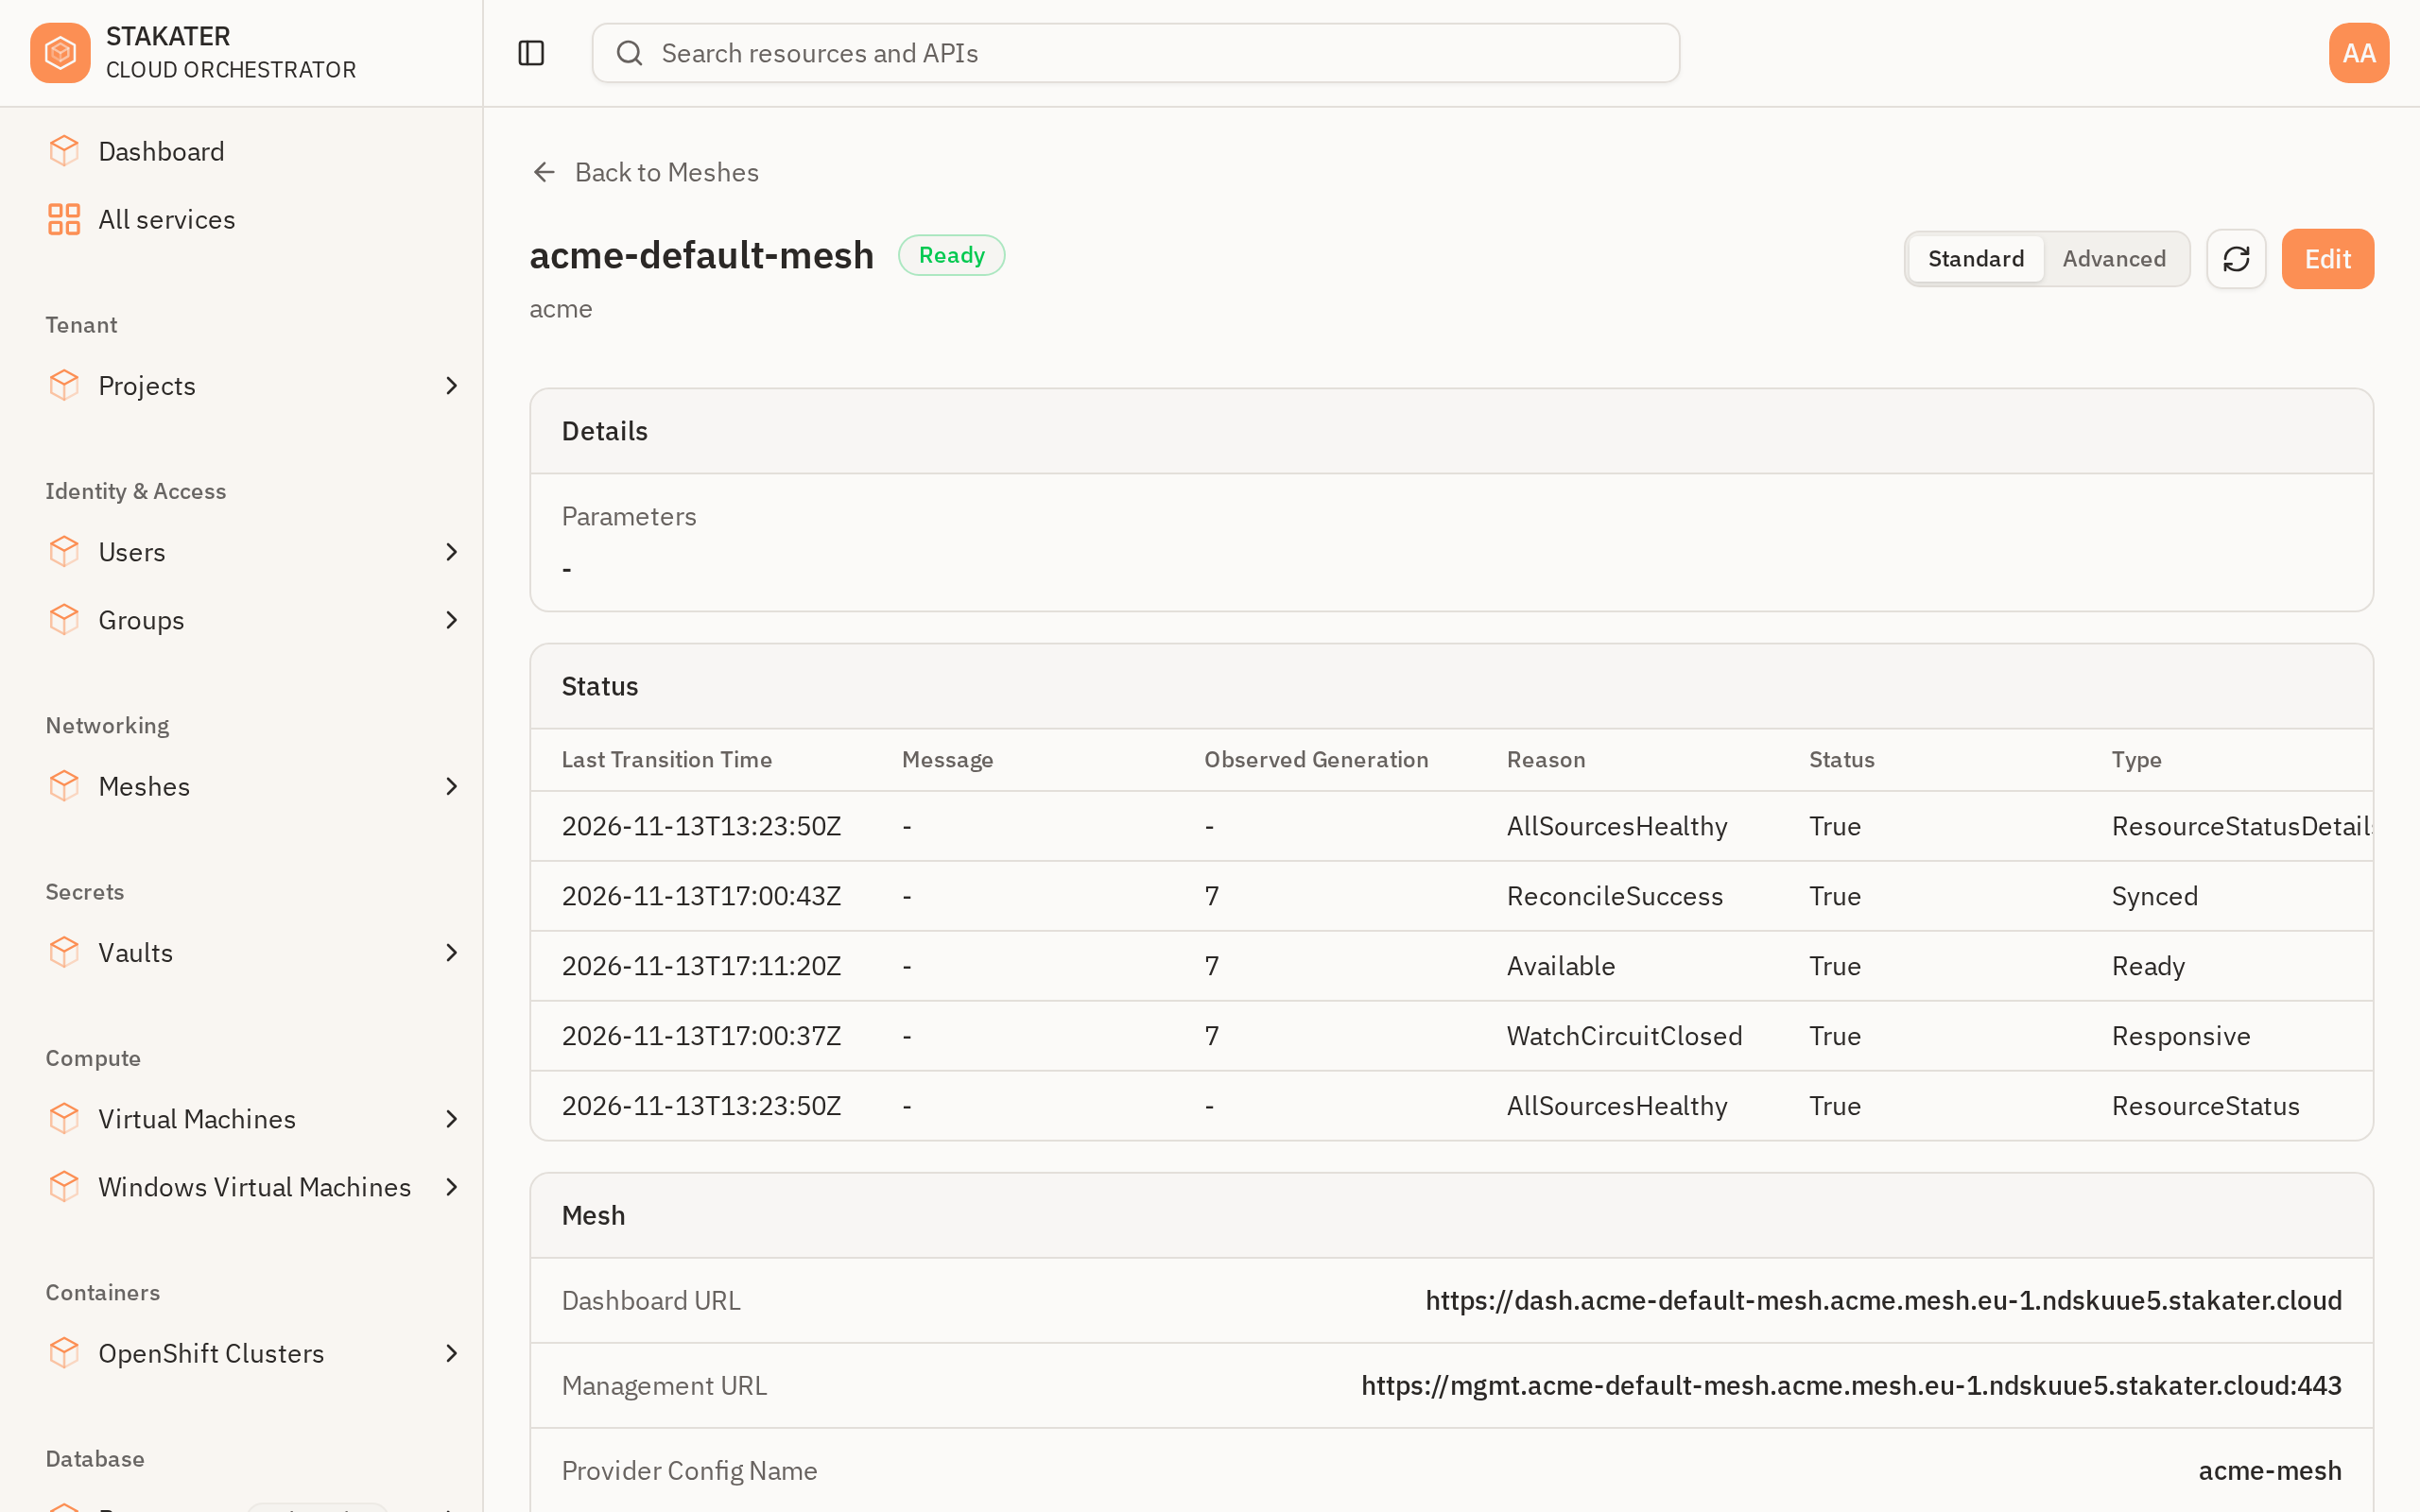 STAKATER
CLOUD ORCHESTRATOR
Search resources and APIs
AA
Dashboard
All services
Tenant
Projects
Identity & Access
Users
Groups
Networking
Meshes
Secrets
Vaults
Compute
Virtual Machines
Windows Virtual Machines
Containers
OpenShift Clusters
Database
Back to Meshes
acme-default-mesh Ready
acme
Standard Advanced Edit
Details
Parameters
-
Status
Last Transition Time Message Observed Generation Reason Status Type
2026-11-13T13:23:50Z - - AllSourcesHealthy True ResourceStatusDetails
2026-11-13T17:00:43Z - 7 ReconcileSuccess True Synced
2026-11-13T17:11:20Z - 7 Available True Ready
2026-11-13T17:00:37Z - 7 WatchCircuitClosed True Responsive
2026-11-13T13:23:50Z - - AllSourcesHealthy True ResourceStatus
Mesh
Dashboard URL https://dash.acme-default-mesh.acme.mesh.eu-1.ndskuue5.stakater.cloud
Management URL https://mgmt.acme-default-mesh.acme.mesh.eu-1.ndskuue5.stakater.cloud:443
Provider Config Name acme-mesh